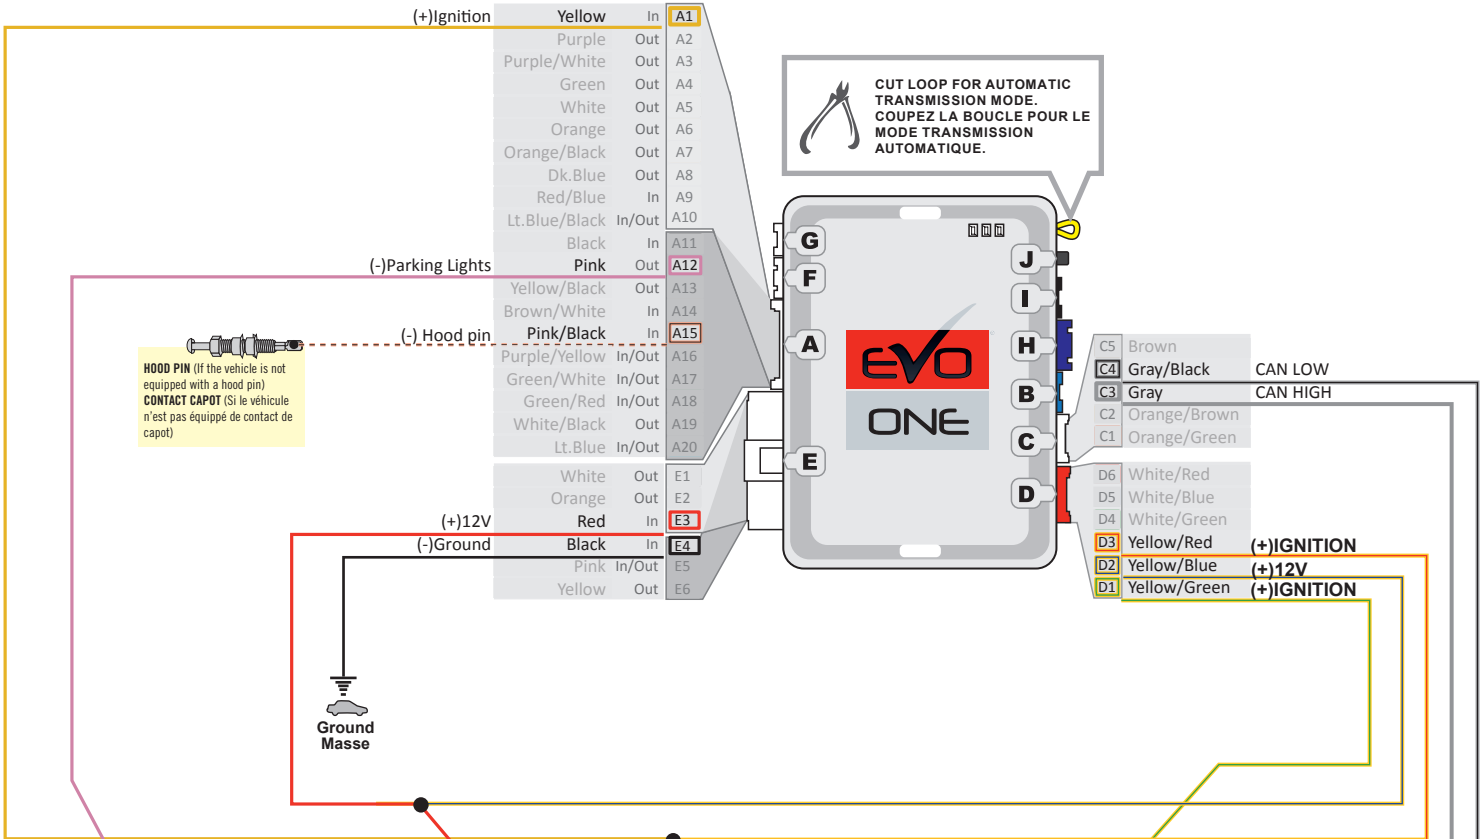 (+)Ignition Yellow In A1
Purple Out A2
Purple/White Out A3
Green Out A4
White Out A5
Orange Out A6
Orange/Black Out A7
Dk.Blue Out A8
Red/Blue In A9
Lt.Blue/Black In/Out A10
Black In A11
(-)Parking Lights Pink Out A12
Yellow/Black Out A13
Brown/White In A14
(-) Hood pin Pink/Black In A15
Purple/Yellow In/Out A16
Green/White In/Out A17
Green/Red In/Out A18
White/Black Out A19
Lt.Blue In/Out A20
White Out E1
Orange Out E2
(+)12V Red In E3
(-)Ground Black In E4
Pink In/Out E5
Yellow Out E6
HOOD PIN (If the vehicle is not
equipped with a hood pin)
CONTACT CAPOT (Si le véhicule
n'est pas équippé de contact de
capot)
Ground
Masse
CUT LOOP FOR AUTOMATIC
TRANSMISSION MODE.
COUPEZ LA BOUCLE POUR LE
MODE TRANSMISSION
AUTOMATIQUE.
G
F
A
E
J
I
H
B
C
D
EVO
ONE
C5 Brown
C4 Gray/Black CAN LOW
C3 Gray CAN HIGH
C2 Orange/Brown
C1 Orange/Green
D6 White/Red
D5 White/Blue
D4 White/Green
D3 Yellow/Red (+)IGNITION
D2 Yellow/Blue (+)12V
D1 Yellow/Green (+)IGNITION